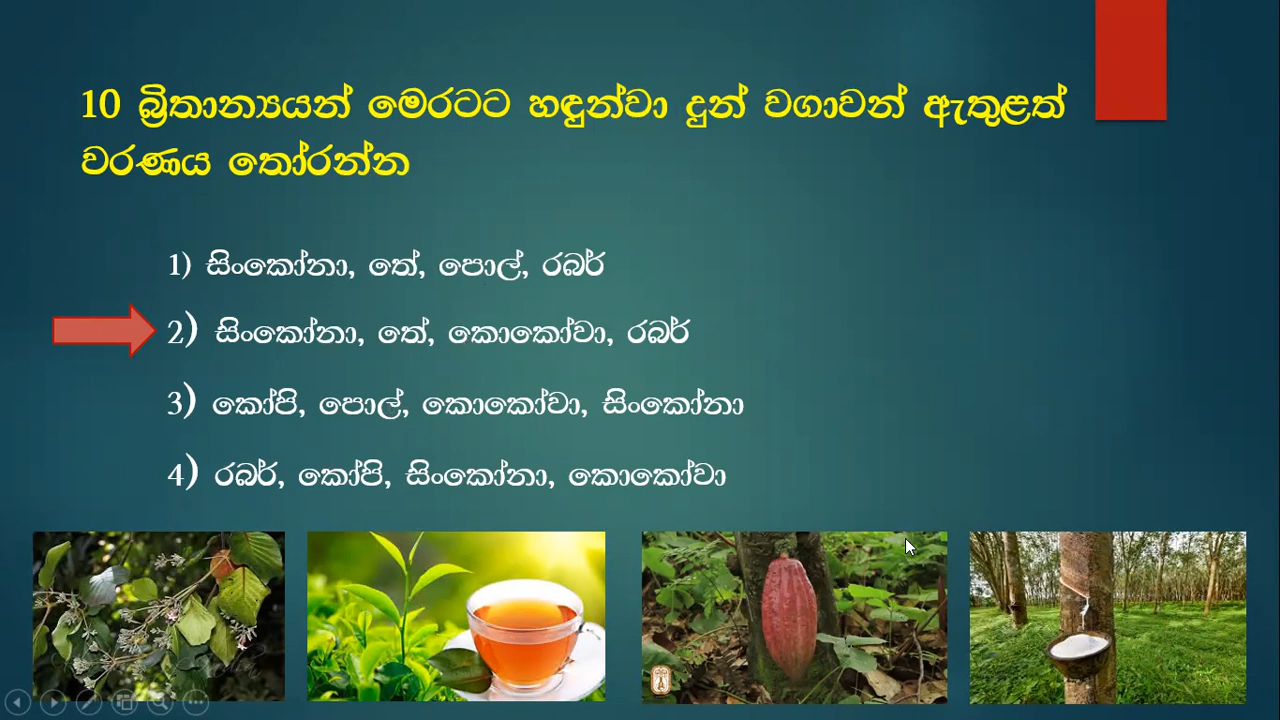 10 බ්‍රිතාන්‍යයන් මෙරටට හඳුන්වා දුන් වගාවන් ඇතුළත්
වරණය තෝරන්න
1) සිංකෝනා, තේ, පොල්, රබර්
2) සිංකෝනා, තේ, කොකෝවා, රබර්
3) කෝපි, පොල්, කොකෝවා, සිංකෝනා
4) රබර්, කෝපි, සිංකෝනා, කොකෝවා